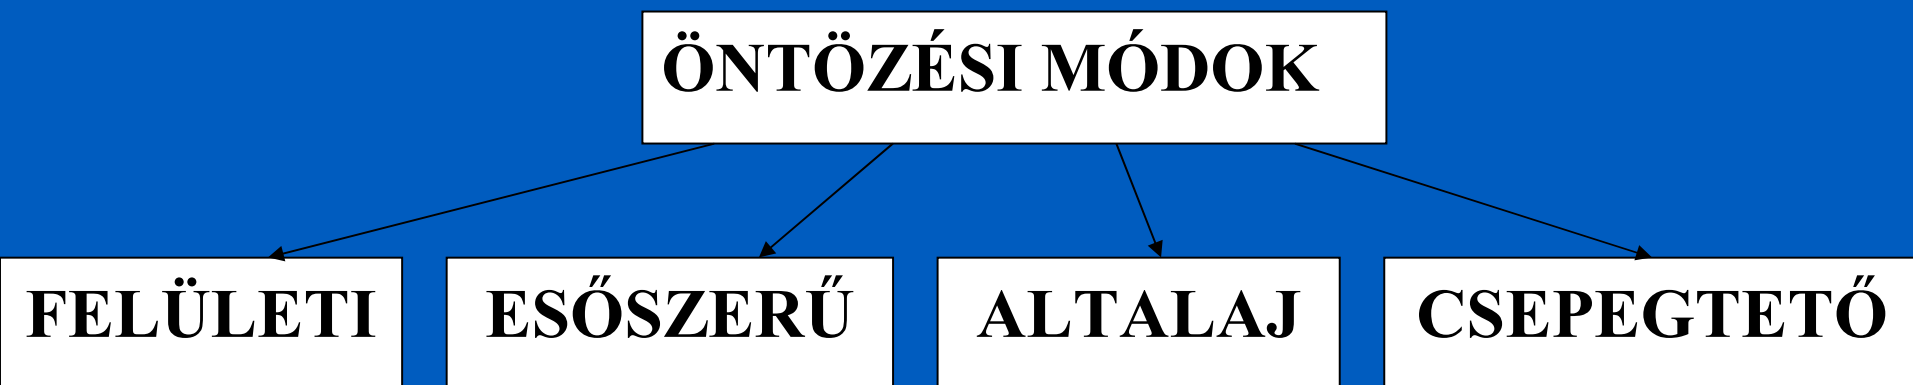 ÖNTÖZÉSI MÓDOK
FELÜLETI
ESŐSZERŰ
ALTALAJ
CSEPEGTETŐ